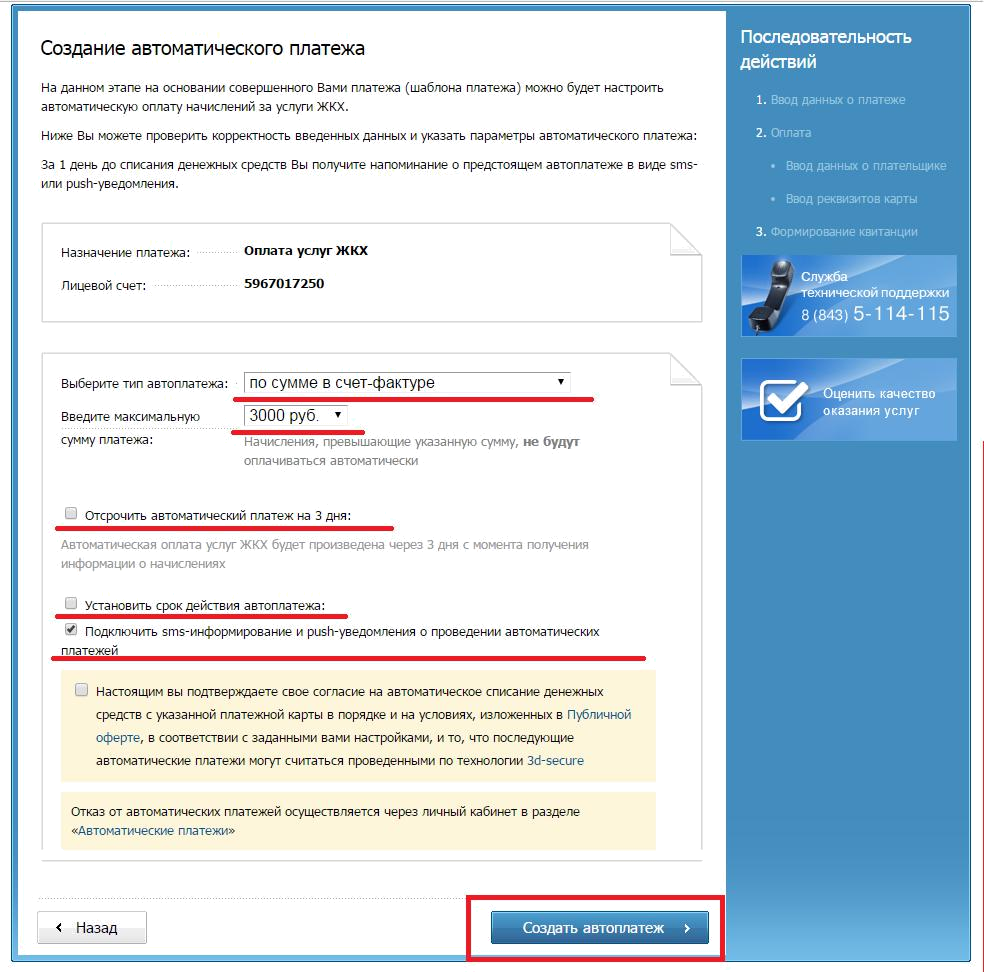 Создание автоматического платежа
На данном этапе на основании совершенного Вами платежа (шаблона платежа) можно будет настроить
автоматическую оплату начислений за услуги ЖКХ.
Ниже Вы можете проверить корректность введенных данных и указать параметры автоматического платежа:
За 1 день до списания денежных средств Вы получите напоминание о предстоящем автоплатеже в виде sms-
или push-уведомления.
Назначение платежа: Оплата услуг ЖКХ
Лицевой счет: 5967017250
Выберите тип автоплатежа: по сумме в счет-фактуре
Введите максимальную 3000 руб.
сумму платежа: Начисления, превышающие указанную сумму, не будут
оплачиваться автоматически
Отсрочить автоматический платеж на 3 дня:
Автоматическая оплата услуг ЖКХ будет произведена через 3 дня с момента получения
информации о начислениях
Установить срок действия автоплатежа:
Подключить sms-информирование и push-уведомления о проведении автоматических
платежей
Настоящим вы подтверждаете свое согласие на автоматическое списание денежных
средств с указанной платежной карты в порядке и на условиях, изложенных в Публичной
оферте, в соответствии с заданными вами настройками, и то, что последующие
автоматические платежи могут считаться проведенными по технологии 3d-secure
Отказ от автоматических платежей осуществляется через личный кабинет в разделе
«Автоматические платежи»
Назад
Создать автоплатеж
Последовательность
действий
1. Ввод данных о платеже
2. Оплата
• Ввод данных о плательщике
• Ввод реквизитов карты
3. Формирование квитанции
Служба
технической поддержки
8 (843) 5-114-115
Оценить качество
оказания услуг